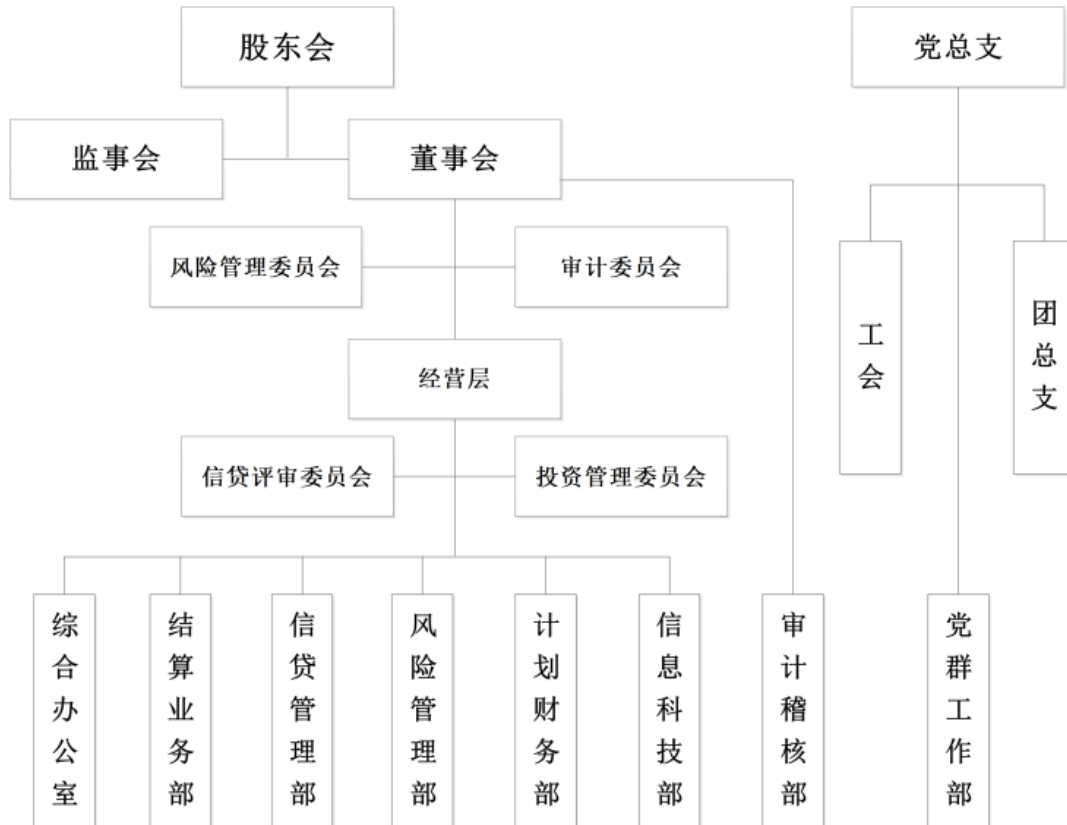 股东会
党总支
监事会
董事会
风险管理委员会
审计委员会
经营层
工会
团总支
信贷评审委员会
投资管理委员会
综合办公室
结算业务部
信贷管理部
风险管理部
计划财务部
信息科技部
审计稽核部
党群工作部